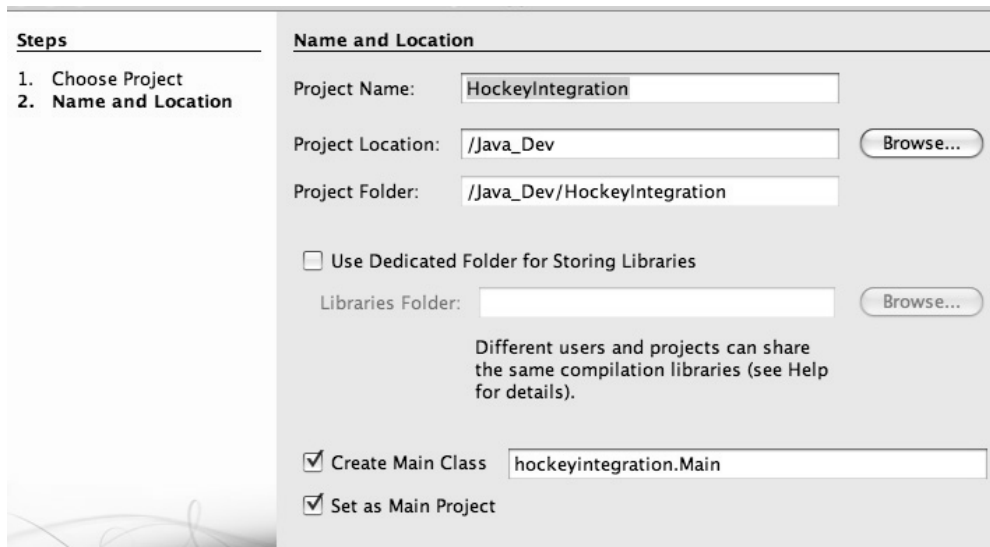 Steps
1. Choose Project
2. Name and Location
Name and Location
Project Name: HockeyIntegration
Project Location: /Java_Dev Browse...
Project Folder: /Java_Dev/HockeyIntegration
Use Dedicated Folder for Storing Libraries
Libraries Folder: Browse...
Different users and projects can share
the same compilation libraries (see Help
for details).
Create Main Class hockeyintegration.Main
Set as Main Project